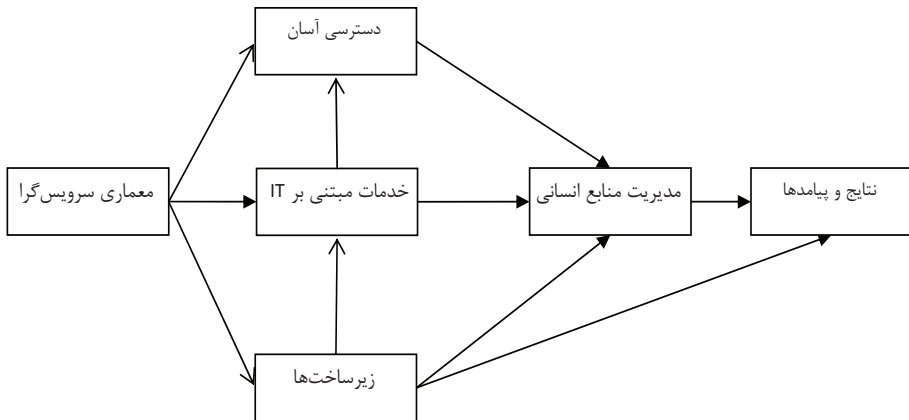 دسترسی آسان
معماری سرویس‌گرا
خدمات مبتنی بر IT
مدیریت منابع انسانی
نتایج و پیامدها
زیرساخت‌ها